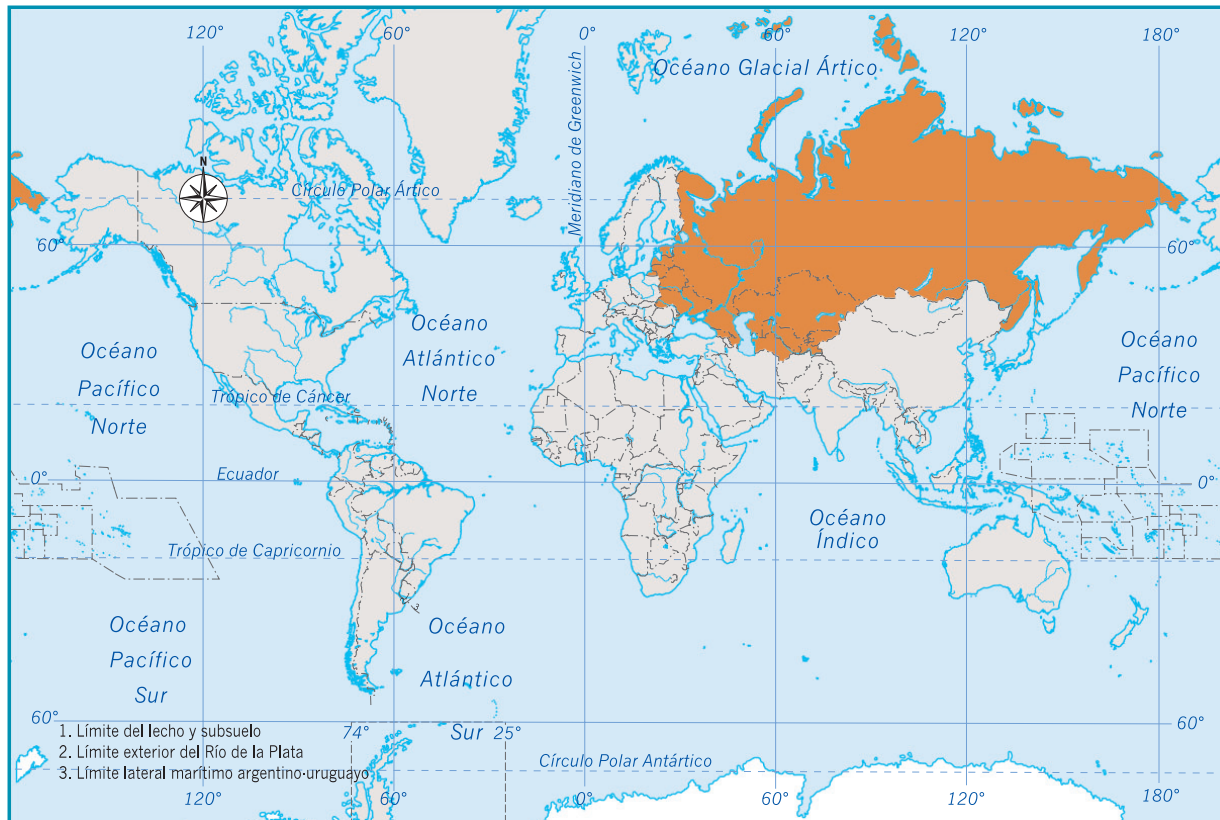 120°
60°
0°
60°
120°
180°
Océano Glacial Ártico
Meridiano de Greenwich
N
Círculo Polar Ártico
60°
60°
Océano
Pacífico
Norte
Océano
Atlántico
Norte
Océano
Pacífico
Norte
Trópico de Cáncer
0°
Ecuador
0°
Océano
Índico
Trópico de Capricornio
3
Océano
Pacífico
Sur
Océano
Atlántico
Sur
60°
60°
74°
25°
1. Límite del lecho y subsuelo
2. Límite exterior del Río de la Plata
3. Límite lateral marítimo argentino-uruguayo
Círculo Polar Antártico
120°
60°
60°
120°
180°